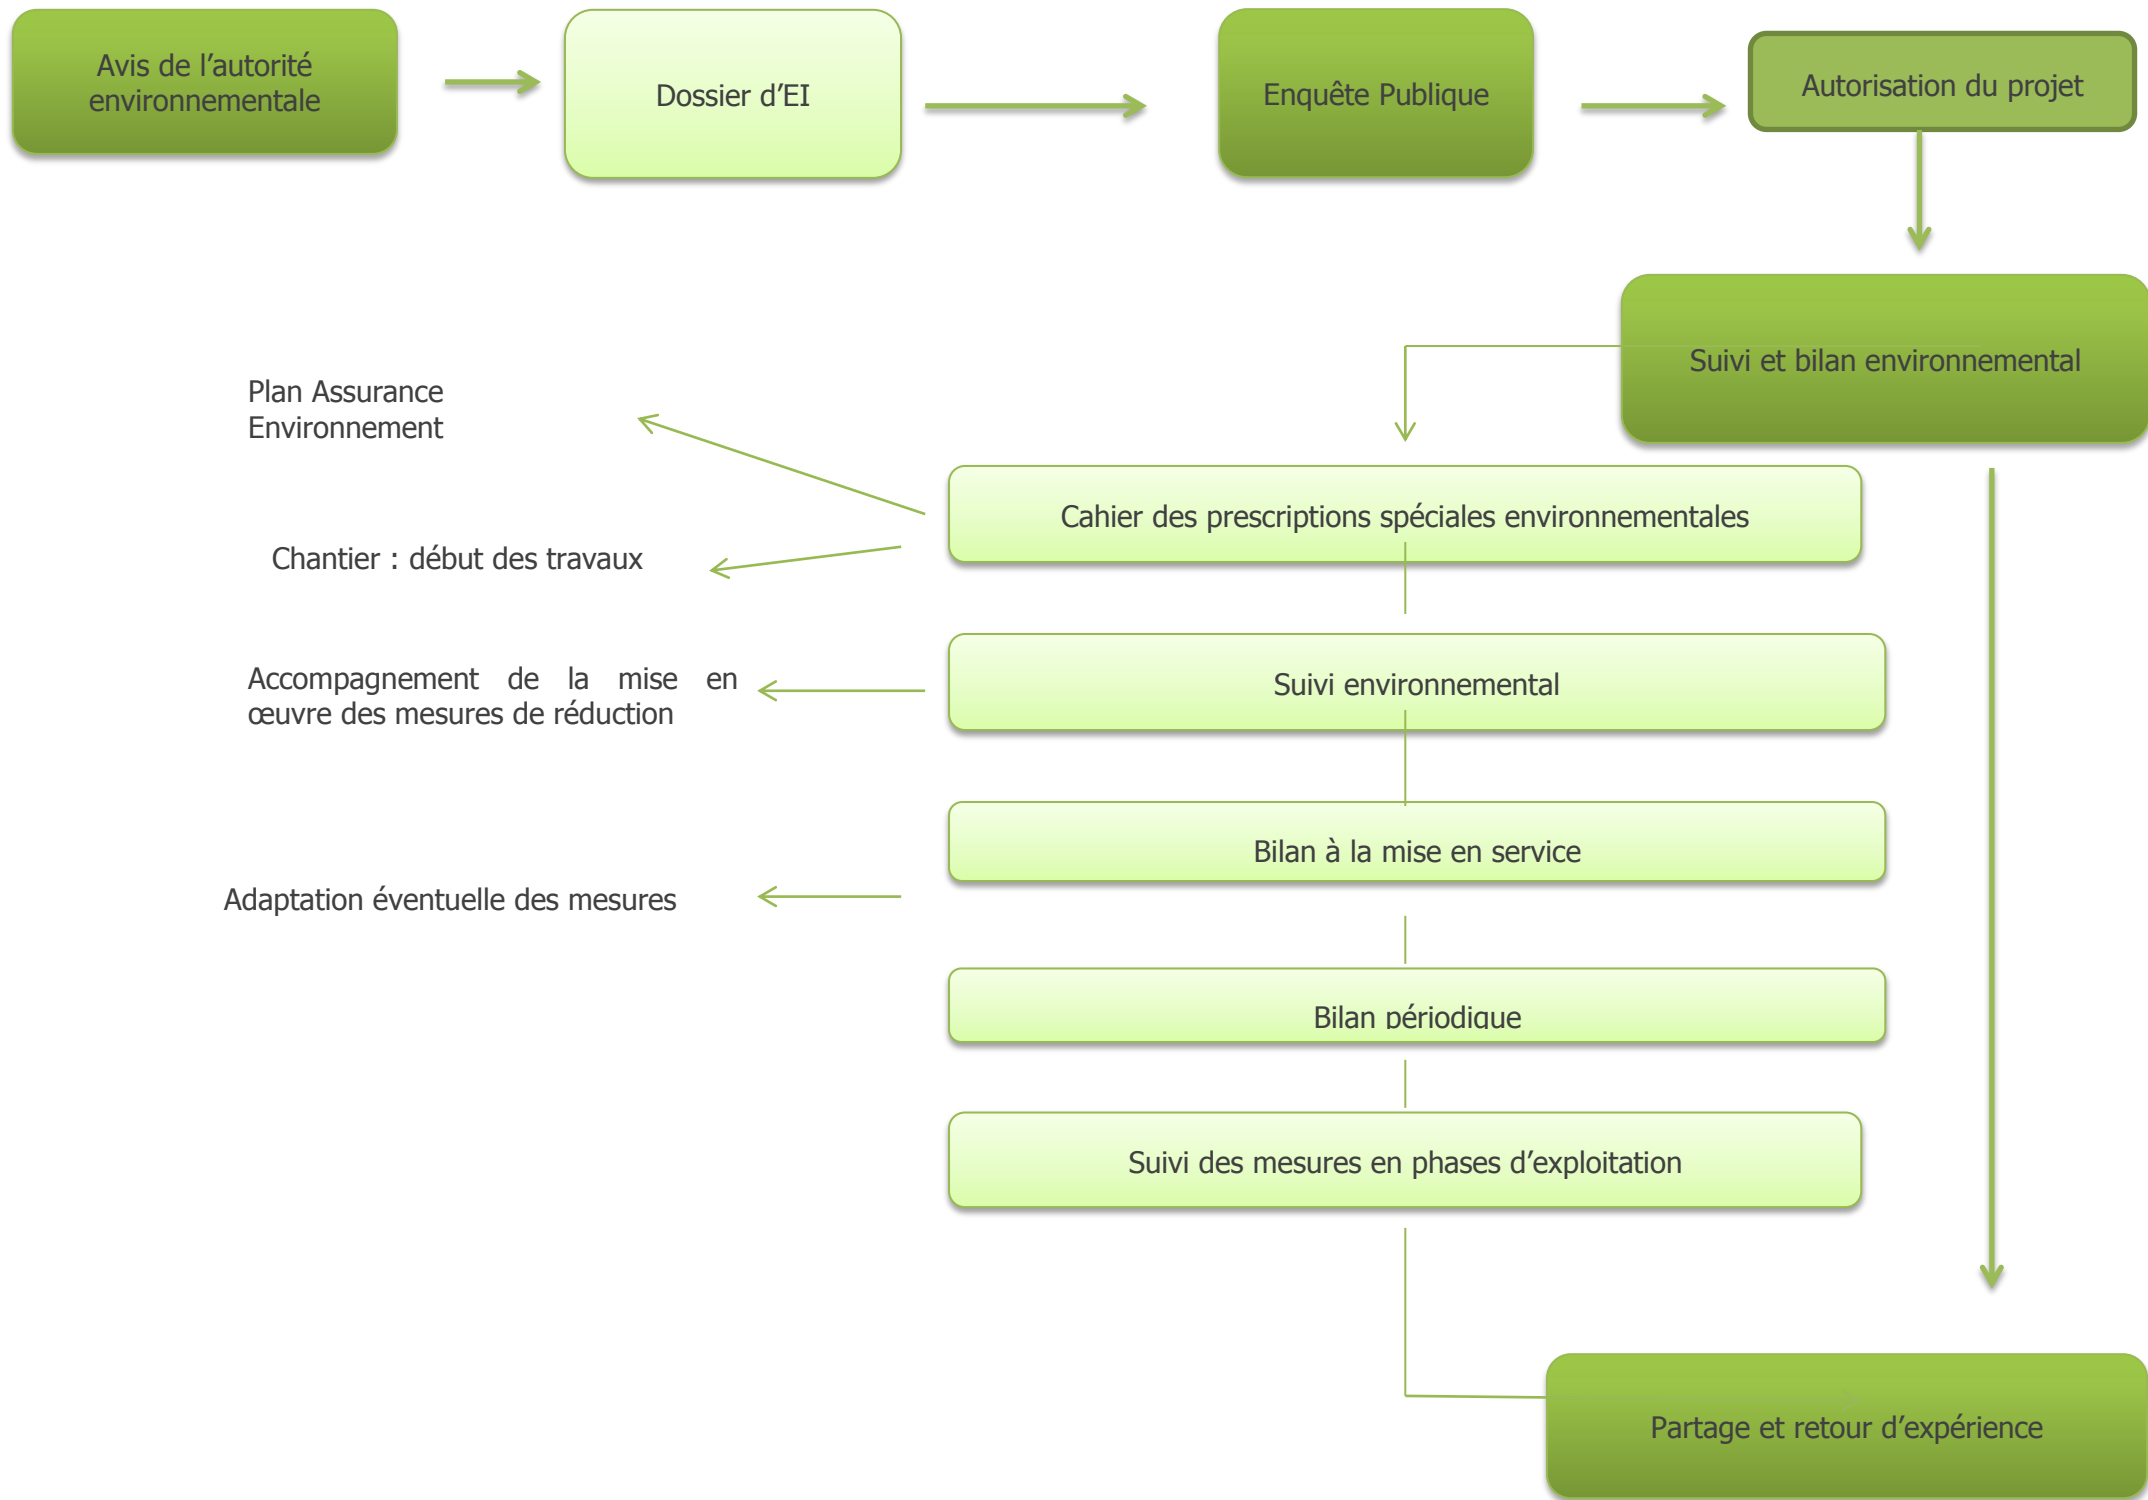 Avis de l’autorité
environnementale
Dossier d’EI
Enquête Publique
Autorisation du projet
Suivi et bilan environnemental
Plan Assurance
Environnement
Cahier des prescriptions spéciales environnementales
Chantier : début des travaux
Accompagnement de la mise en
œuvre des mesures de réduction
Suivi environnemental
Bilan à la mise en service
Adaptation éventuelle des mesures
Bilan périodique
Suivi des mesures en phases d’exploitation
Partage et retour d’expérience